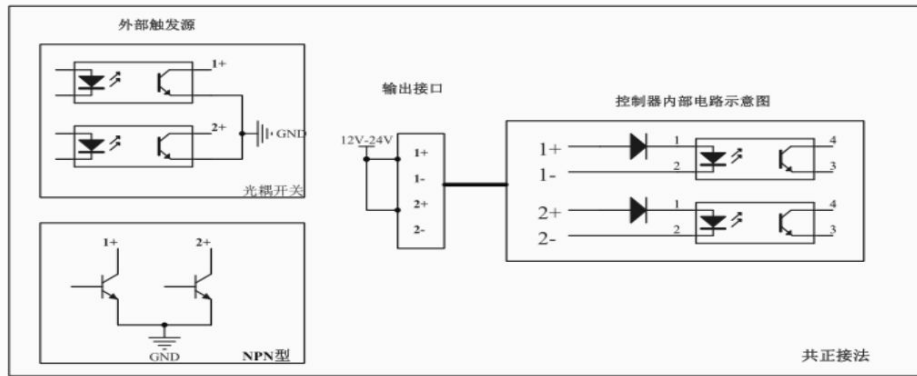 外部触发源
1+
2+
GND
光耦开关
1+ 2+
GND
NPN型
输出接口
12V-24V
1+
1-
2+
2-
控制器内部电路示意图
1+ 1 4
1- 2 3
2+ 1 4
2- 2 3
共正接法